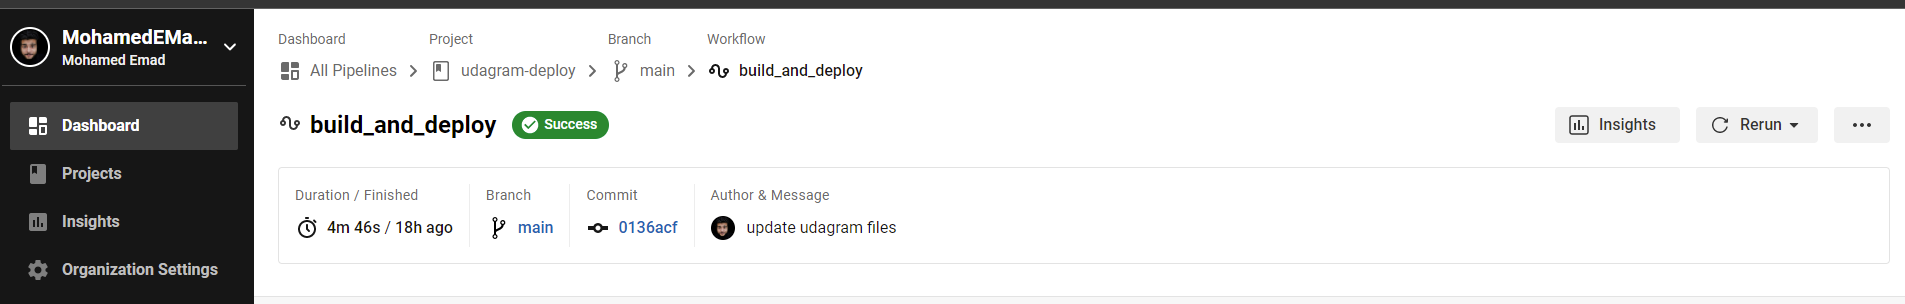 MohamedEMa...
Mohamed Emad
Dashboard
Projects
Insights
Organization Settings
Dashboard Project Branch Workflow
All Pipelines udagram-deploy main build_and_deploy
build_and_deploy Success Insights Rerun
Duration / Finished Branch Commit Author & Message
4m 46s / 18h ago main 0136acf update udagram files